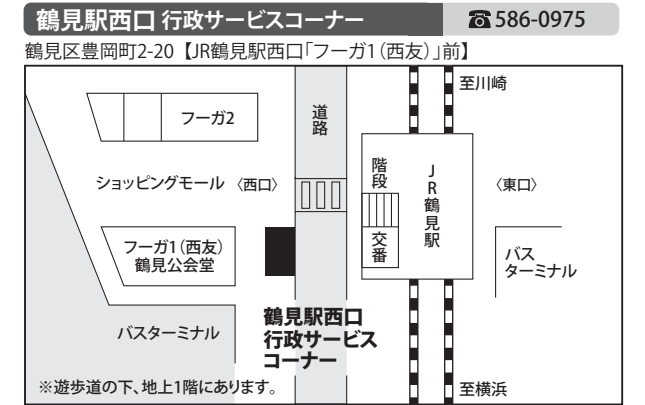 鶴見駅西口 行政サービスコーナー ☎586-0975
鶴見区豊岡町2-20【JR鶴見駅西口「フーガ1（西友）」前】
至川崎
道路
フーガ2
階段
JR鶴見駅
ショッピングモール 〈西口〉
〈東口〉
フーガ1（西友）
鶴見公会堂
交番
バス
ターミナル
鶴見駅西口
行政サービス
コーナー
バスターミナル
※遊歩道の下、地上1階にあります。
至横浜